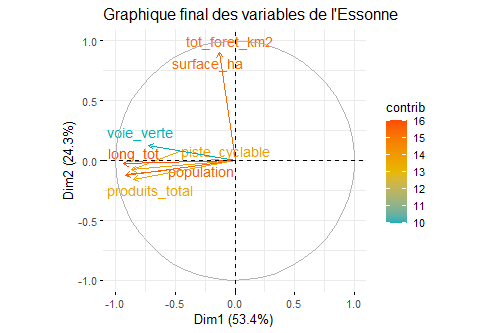 Graphique final des variables de l'Essonne
1.0
0.5
0.0
-0.5
-1.0
Dim2 (24.3%)
tot_foret_km2
surface_ha
voie_verte
long_tot
piste_cyclable
population
produits_total
-1.0
-0.5
0.0
0.5
1.0
Dim1 (53.4%)
contrib
16
15
14
13
12
11
10